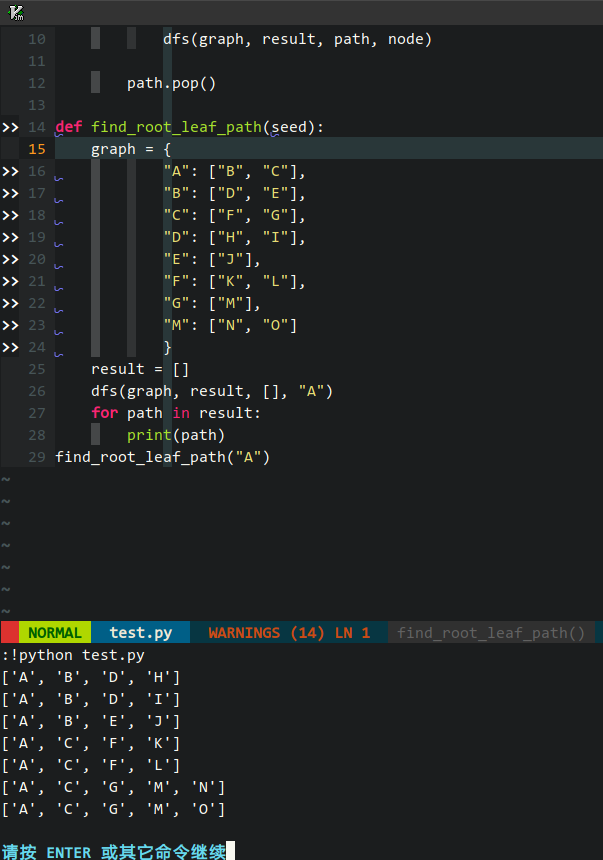 10 dfs(graph, result, path, node)
11
12 path.pop()
13
>> 14 def find_root_leaf_path(seed):
15 graph = {
>> 16 "A": ["B", "C"],
>> 17 "B": ["D", "E"],
>> 18 "C": ["F", "G"],
>> 19 "D": ["H", "I"],
>> 20 "E": ["J"],
>> 21 "F": ["K", "L"],
>> 22 "G": ["M"],
>> 23 "M": ["N", "O"]
>> 24 }
25 result = []
26 dfs(graph, result, [], "A")
27 for path in result:
28 print(path)
29 find_root_leaf_path("A")
~
~
~
~
~
~
~
NORMAL test.py WARNINGS (14) LN 1 find_root_leaf_path()
:!python test.py
['A', 'B', 'D', 'H']
['A', 'B', 'D', 'I']
['A', 'B', 'E', 'J']
['A', 'C', 'F', 'K']
['A', 'C', 'F', 'L']
['A', 'C', 'G', 'M', 'N']
['A', 'C', 'G', 'M', 'O']
请按 ENTER 或其它命令继续